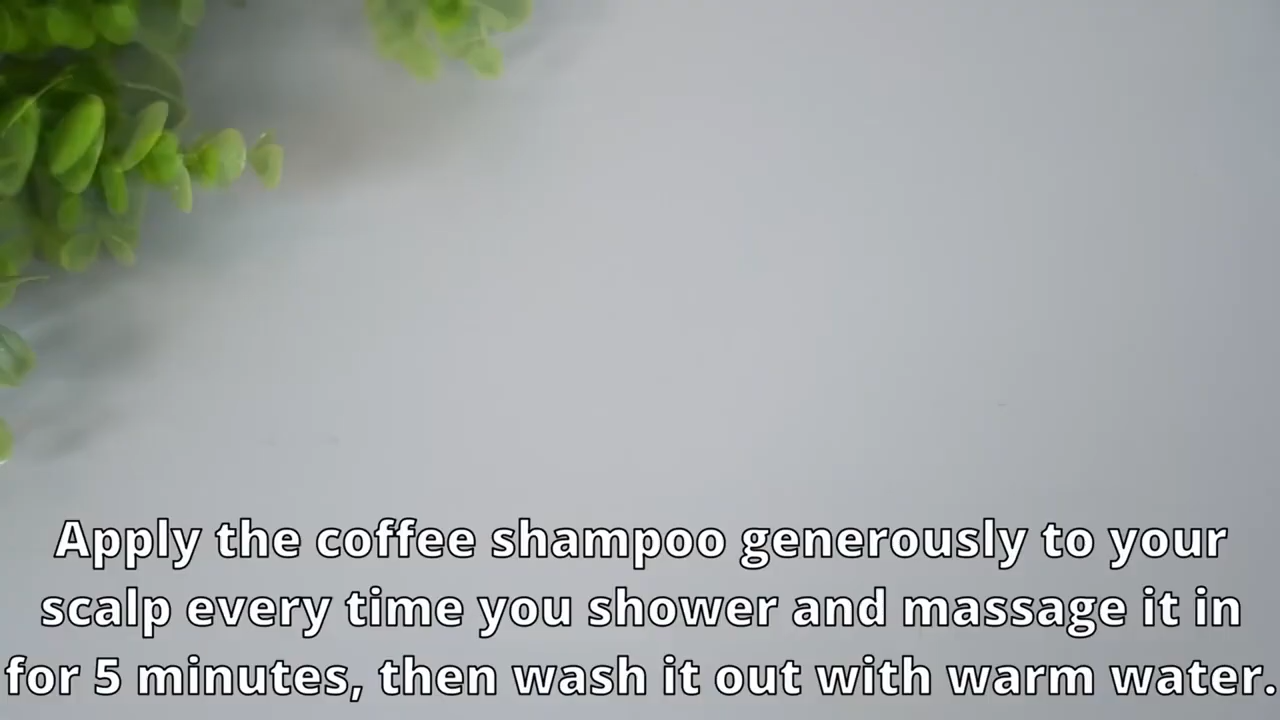 Apply the coffee shampoo generously to your
scalp every time you shower and massage it in
for 5 minutes, then wash it out with warm water.